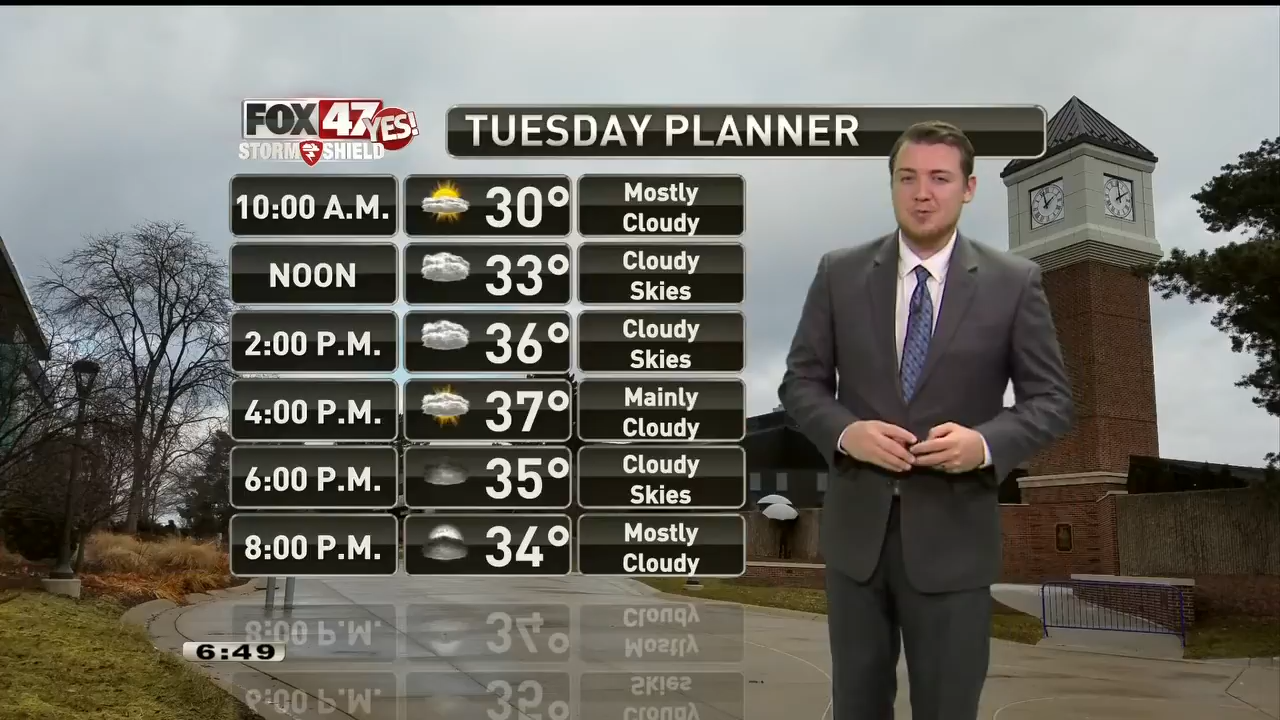 FOX 47 YES!
STORM SHIELD
TUESDAY PLANNER
10:00 A.M. 30° Mostly
Cloudy
NOON 33° Cloudy
Skies
2:00 P.M. 36° Cloudy
Skies
4:00 P.M. 37° Mainly
Cloudy
6:00 P.M. 35° Cloudy
Skies
8:00 P.M. 34° Mostly
Cloudy
6:49